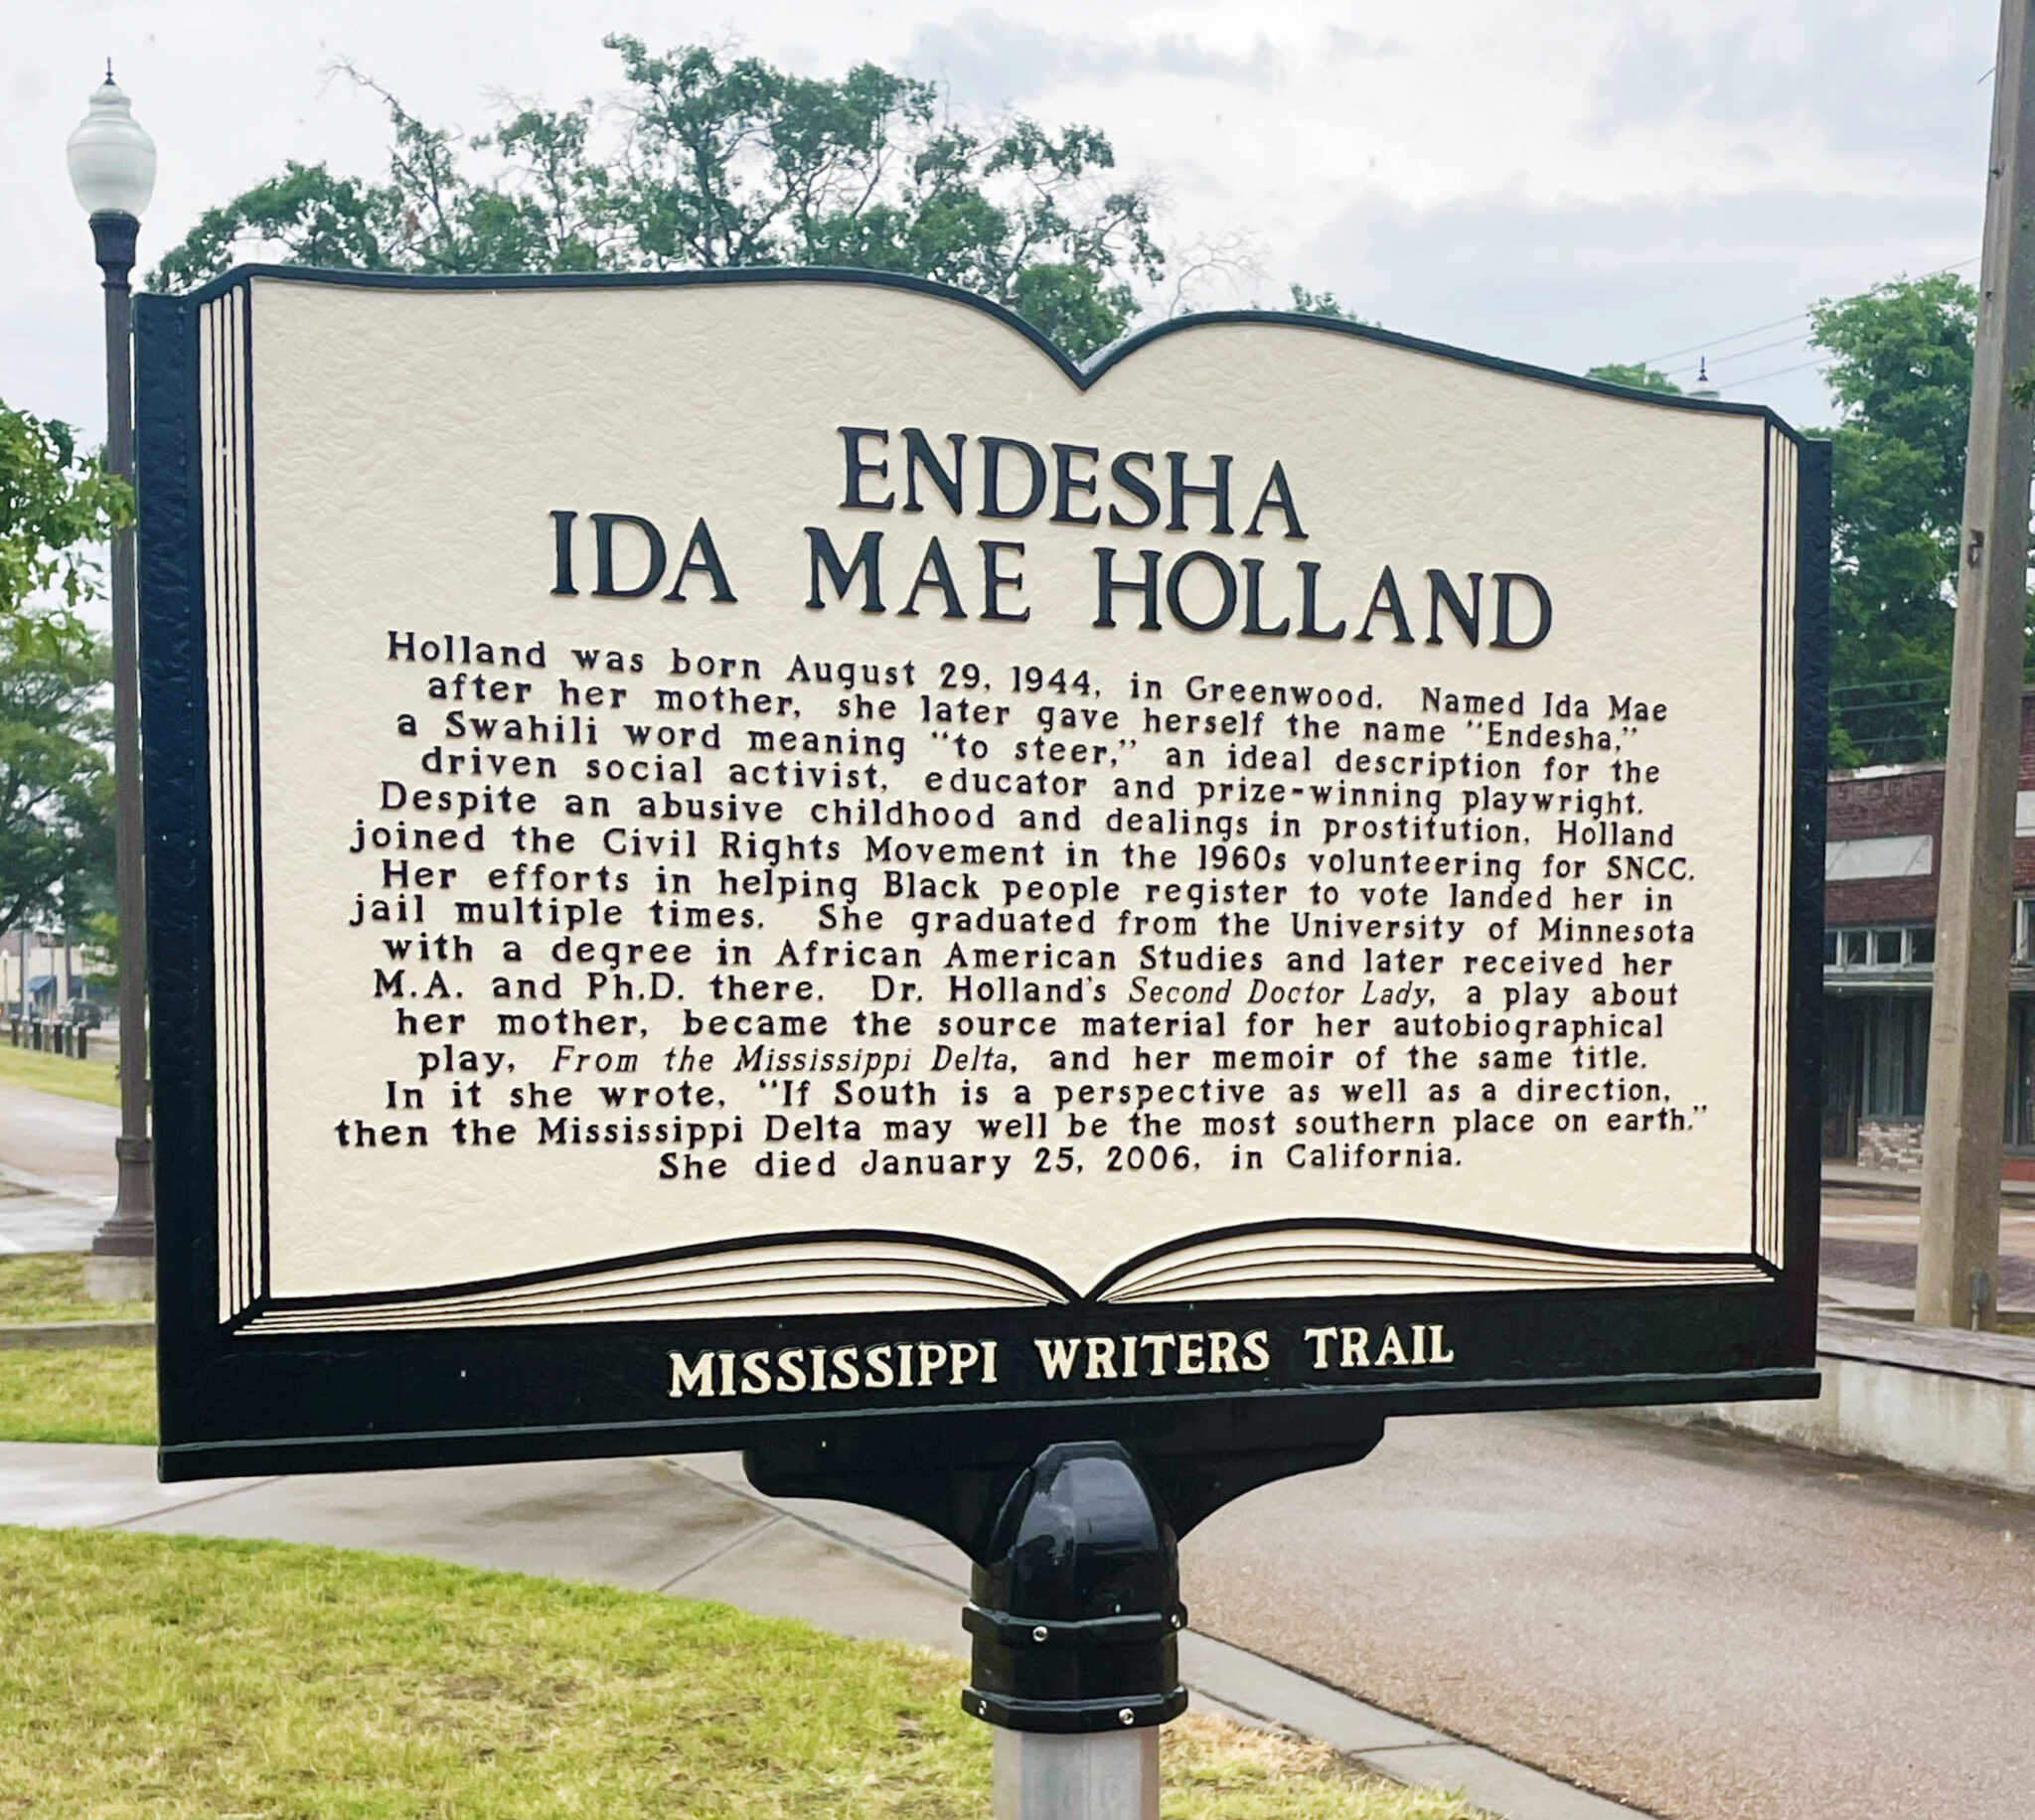 ENDESHA
IDA MAE HOLLAND
Holland was born August 29, 1944, in Greenwood. Named Ida Mae
after her mother, she later gave herself the name "Endesha,"
a Swahili word meaning "to steer," an ideal description for the
driven social activist, educator and prize-winning playwright.
Despite an abusive childhood and dealings in prostitution, Holland
joined the Civil Rights Movement in the 1960s volunteering for SNCC.
Her efforts in helping Black people register to vote landed her in
jail multiple times. She graduated from the University of Minnesota
with a degree in African American Studies and later received her
M.A. and Ph.D. there. Dr. Holland's Second Doctor Lady, a play about
her mother, became the source material for her autobiographical
play, From the Mississippi Delta, and her memoir of the same title.
In it she wrote, "If South is a perspective as well as a direction,
then the Mississippi Delta may well be the most southern place on earth."
She died January 25, 2006, in California.
MISSISSIPPI WRITERS TRAIL